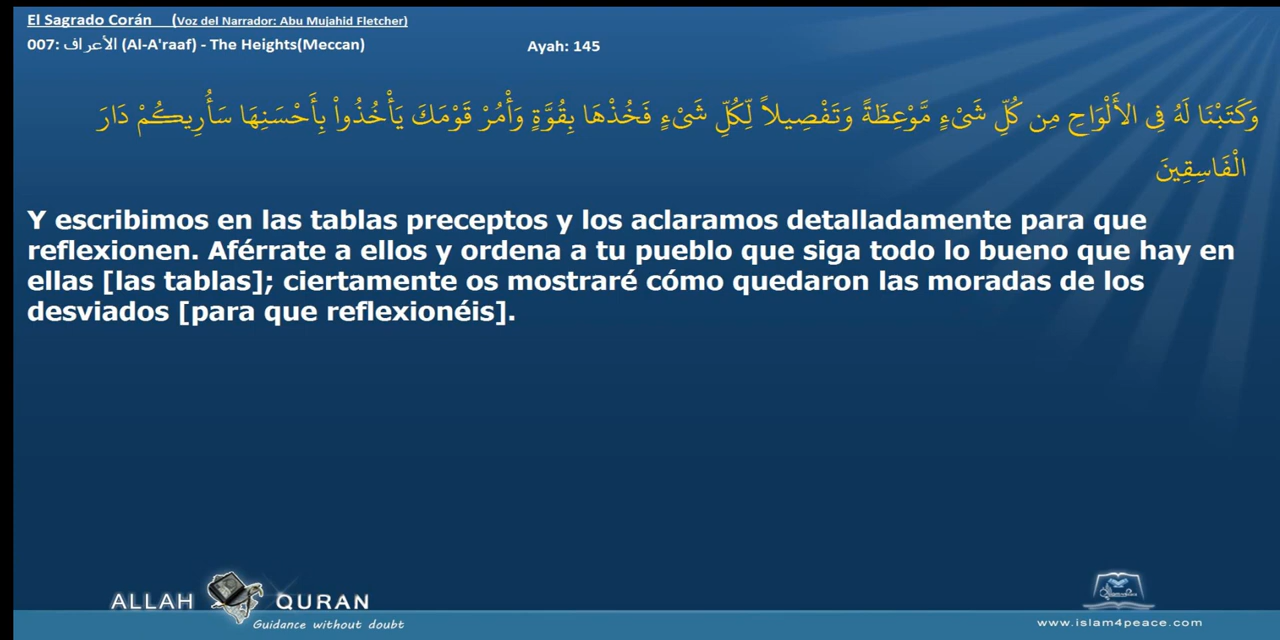 El Sagrado Corán (Voz del Narrador: Abu Mujahid Fletcher)
007: الأعراف (Al-A'raaf) - The Heights(Meccan) Ayah: 145
وَكَتَبْنَا لَهُ فِى الأَلْوَاحِ مِن كُلِّ شَىْءٍ مَّوْعِظَةً وَتَفْصِيلاً لِّكُلِّ شَىْءٍ فَخُذْهَا بِقُوَّةٍ وَأْمُرْ قَوْمَكَ يَأْخُذُواْ بِأَحْسَنِهَا سَأُرِيكُمْ دَارَ
الْفَاسِقِينَ
Y escribimos en las tablas preceptos y los aclaramos detalladamente para que
reflexionen. Aférrate a ellos y ordena a tu pueblo que siga todo lo bueno que hay en
ellas [las tablas]; ciertamente os mostraré cómo quedaron las moradas de los
desviados [para que reflexionéis].
ALLAH QURAN
Guidance without doubt
www.islam4peace.com